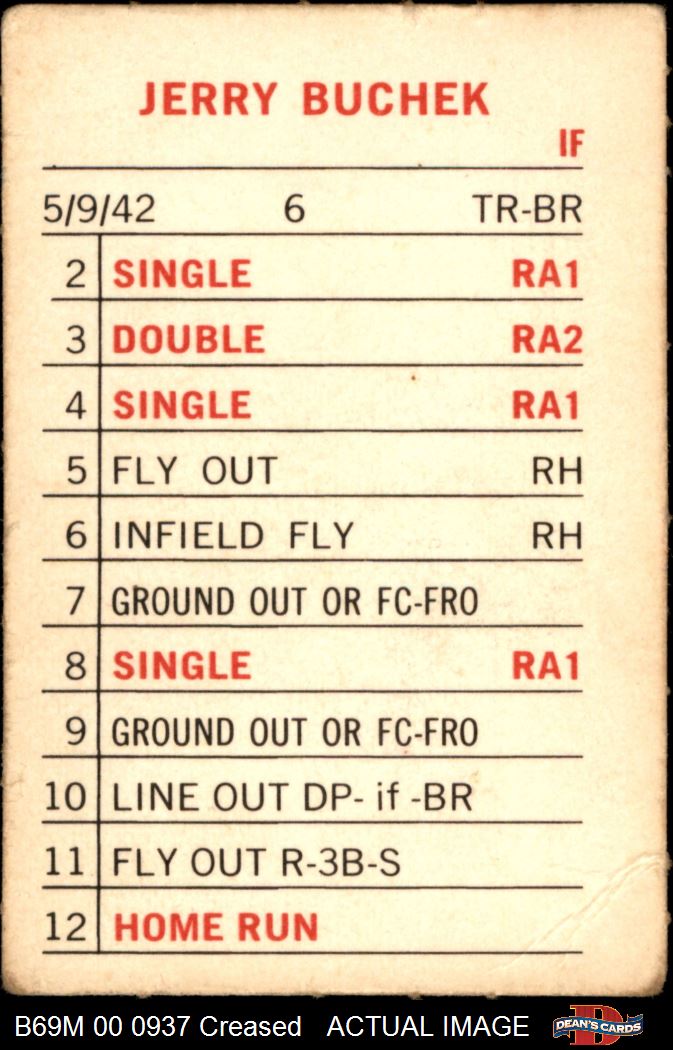 JERRY BUCHEK
IF
5/9/42 6 TR-BR
2 SINGLE RA1
3 DOUBLE RA2
4 SINGLE RA1
5 FLY OUT RH
6 INFIELD FLY RH
7 GROUND OUT OR FC-FRO
8 SINGLE RA1
9 GROUND OUT OR FC-FRO
10 LINE OUT DP- if -BR
11 FLY OUT R-3B-S
12 HOME RUN
B69M 00 0937 Creased ACTUAL IMAGE D DEAN'S CARDS